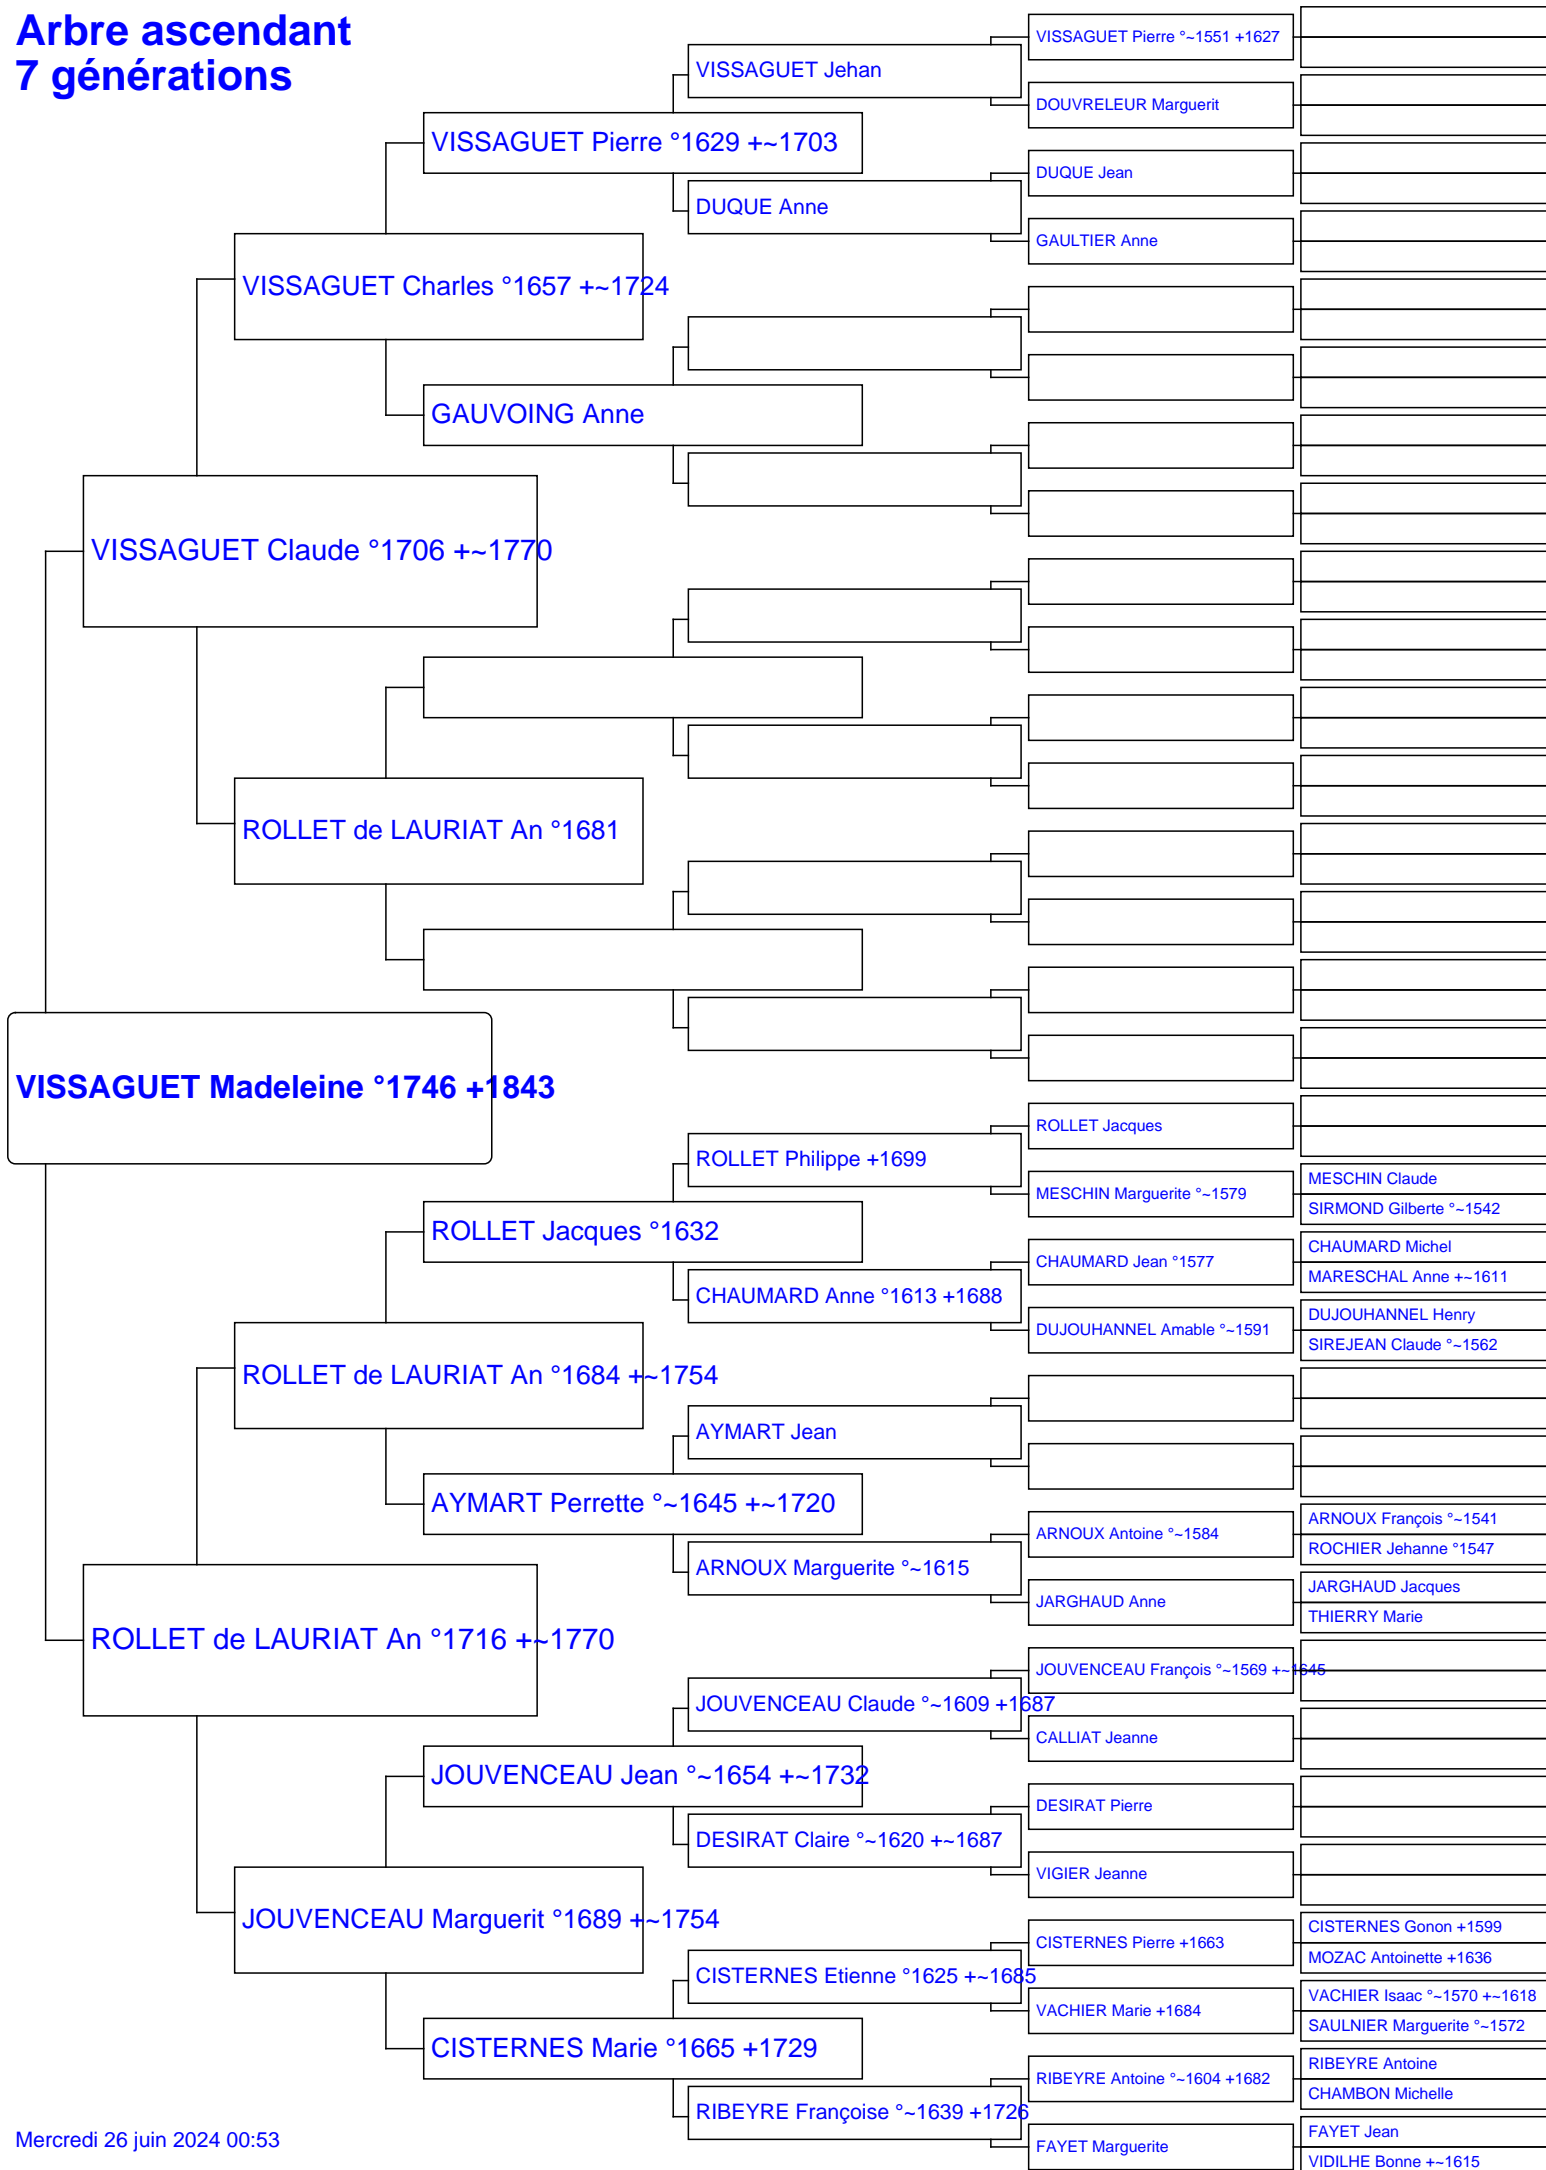 Arbre ascendant
7 générations
VISSAGUET Pierre °~1551 +1627
VISSAGUET Jehan
DOUVRELEUR Marguerit
VISSAGUET Pierre °1629 +~1703
DUQUE Jean
DUQUE Anne
GAULTIER Anne
VISSAGUET Charles °1657 +~1724
GAUVOING Anne
VISSAGUET Claude °1706 +~1770
ROLLET de LAURIAT An °1681
VISSAGUET Madeleine °1746 +1843
ROLLET Jacques
ROLLET Philippe +1699
MESCHIN Claude
MESCHIN Marguerite °~1579
SIRMOND Gilberte °~1542
ROLLET Jacques °1632
CHAUMARD Michel
CHAUMARD Jean °1577
MARESCHAL Anne +~1611
CHAUMARD Anne °1613 +1688
DUJOUHANNEL Henry
DUJOUHANNEL Amable °~1591
SIREJEAN Claude °~1562
ROLLET de LAURIAT An °1684 +~1754
AYMART Jean
AYMART Perrette °~1645 +~1720
ARNOUX François °~1541
ARNOUX Antoine °~1584
ROCHIER Jehanne °1547
ARNOUX Marguerite °~1615
JARGHAUD Jacques
JARGHAUD Anne
THIERRY Marie
ROLLET de LAURIAT An °1716 +~1770
JOUVENCEAU François °~1569 +~1645
JOUVENCEAU Claude °~1609 +1687
CALLIAT Jeanne
JOUVENCEAU Jean °~1654 +~1732
DESIRAT Pierre
DESIRAT Claire °~1620 +~1687
VIGIER Jeanne
JOUVENCEAU Marguerit °1689 +~1754
CISTERNES Gonon +1599
CISTERNES Pierre +1663
MOZAC Antoinette +1636
CISTERNES Etienne °1625 +~1685
VACHIER Isaac °~1570 +~1618
VACHIER Marie +1684
SAULNIER Marguerite °~1572
CISTERNES Marie °1665 +1729
RIBEYRE Antoine
RIBEYRE Antoine °~1604 +1682
CHAMBON Michelle
RIBEYRE Françoise °~1639 +1726
FAYET Jean
FAYET Marguerite
VIDILHE Bonne +~1615
Mercredi 26 juin 2024 00:53